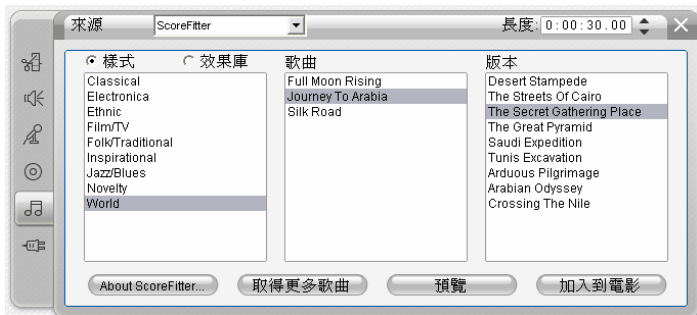 來源 ScoreFitter 長度: 0:00:30.00
樣式 效果庫 歌曲 版本
Classical
Electronica
Ethnic
Film/TV
Folk/Traditional
Inspirational
Jazz/Blues
Novelty
World
Full Moon Rising
Journey To Arabia
Silk Road
Desert Stampede
The Streets Of Cairo
The Secret Gathering Place
The Great Pyramid
Saudi Expedition
Tunis Excavation
Arduous Pilgrimage
Arabian Odyssey
Crossing The Nile
About ScoreFitter... 取得更多歌曲 預覽 加入到電影